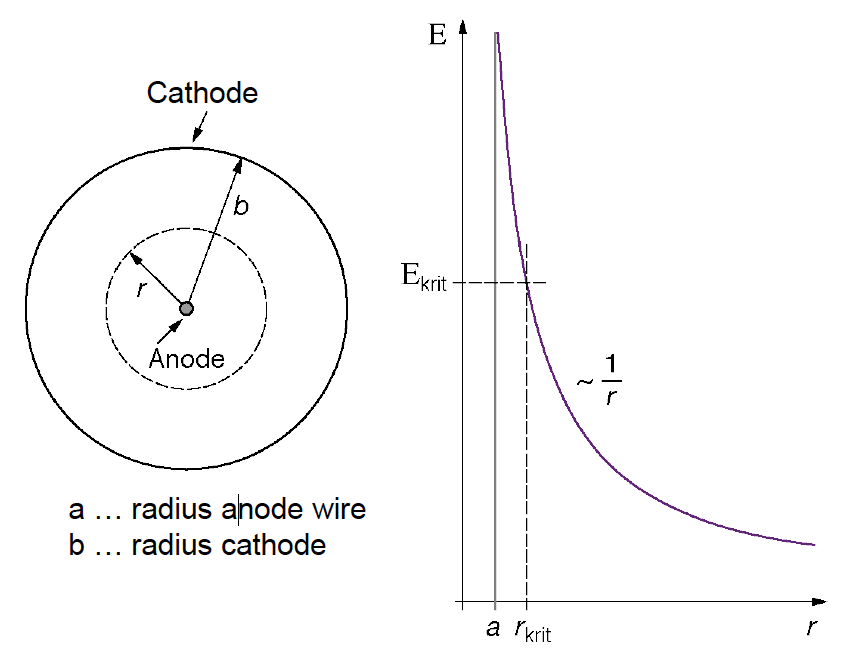 Cathode
b
r
Anode
a … radius anode wire
b … radius cathode
E
E_krit
~ 1/r
a r_krit r